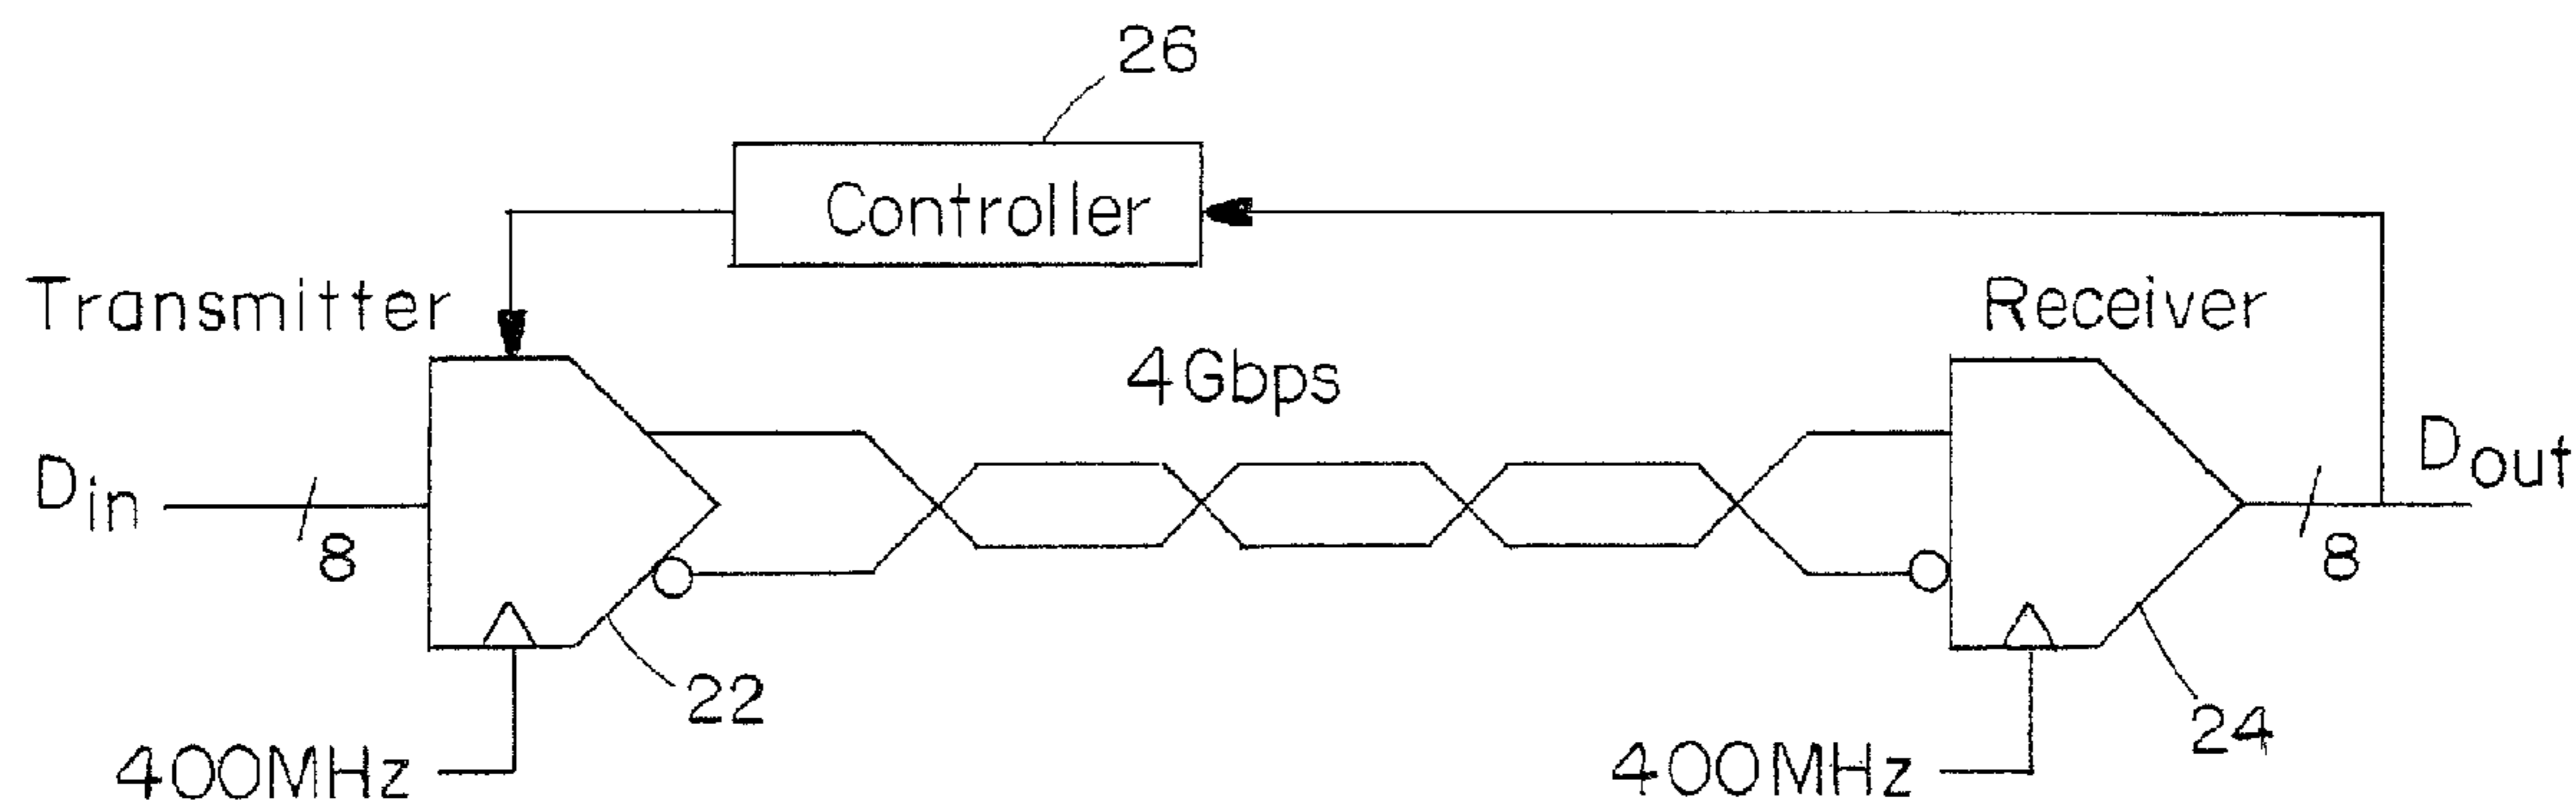 26
Controller
Transmitter
Receiver
4Gbps
Din
8
Dout
8
22
24
400MHz
400MHz